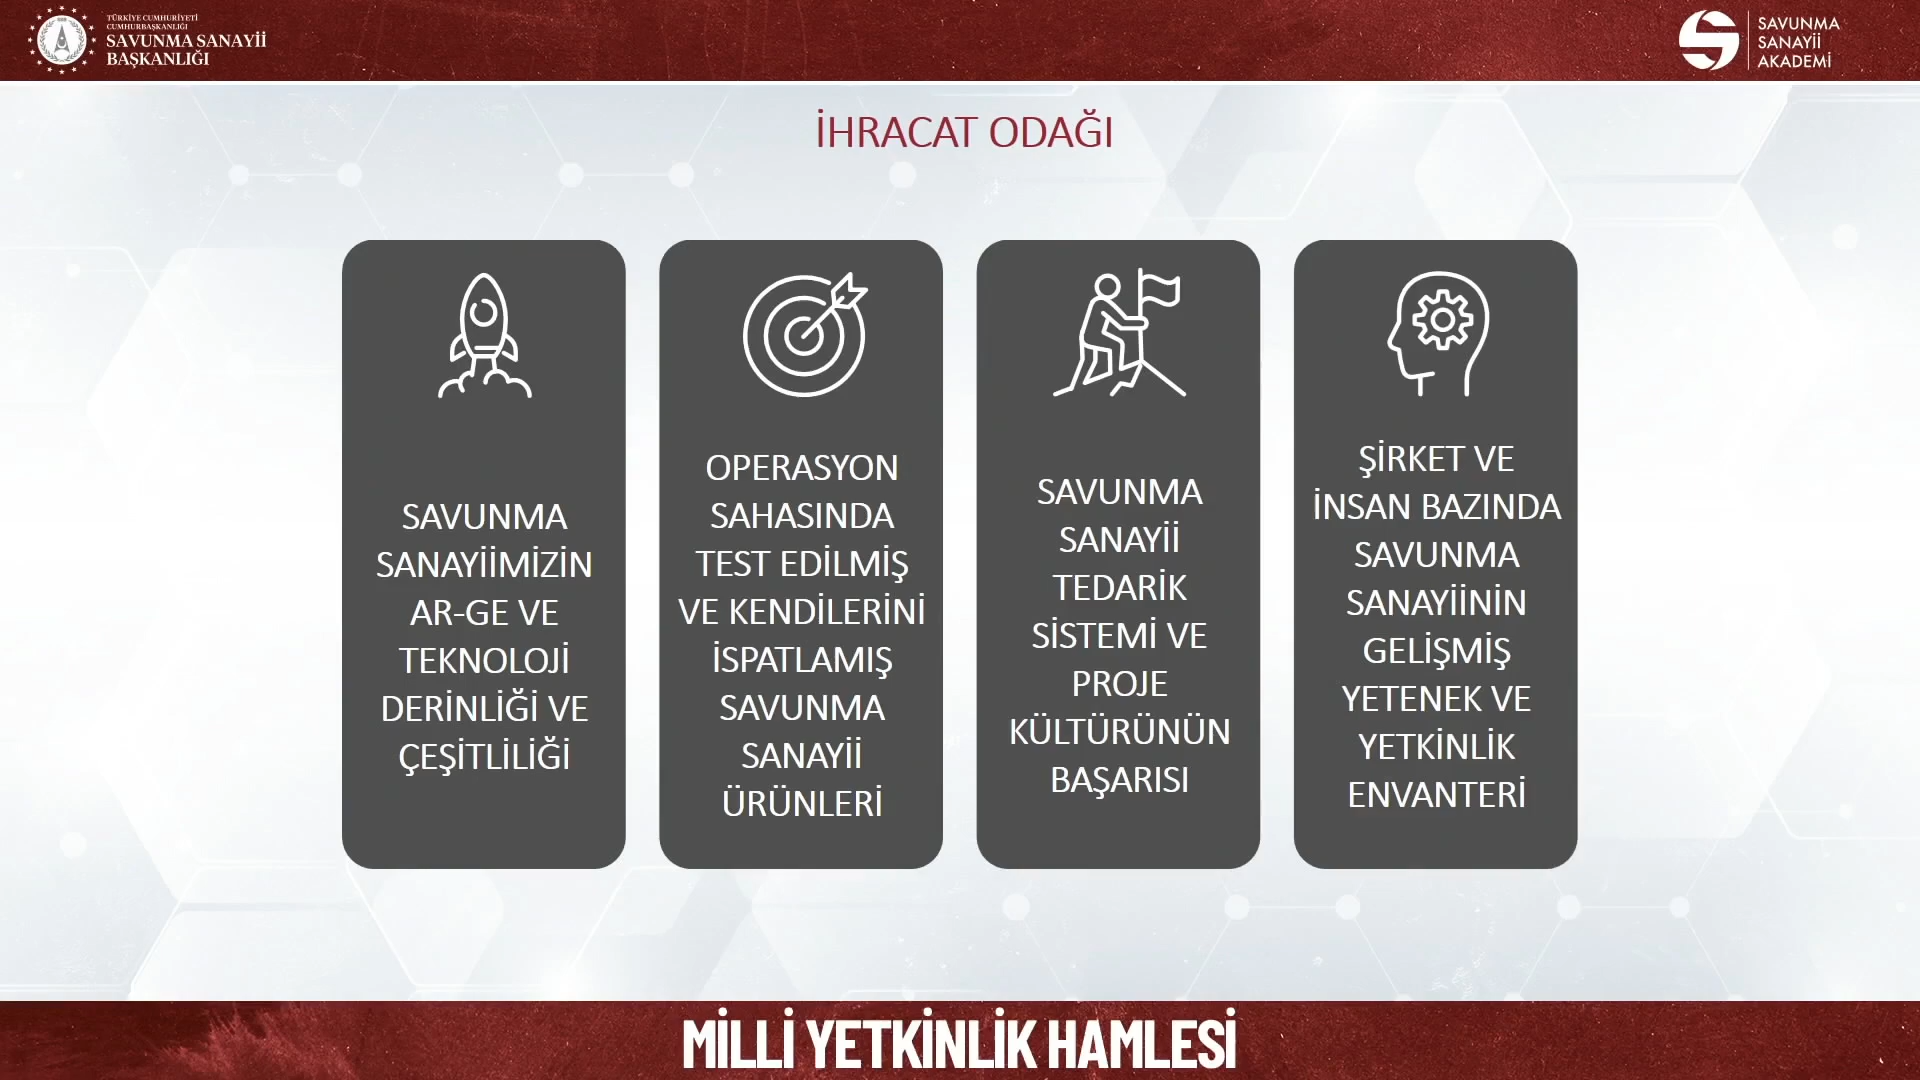 TÜRKİYE CUMHURİYETİ
CUMHURBAŞKANLIĞI
SAVUNMA SANAYİİ
BAŞKANLIĞI
SAVUNMA
SANAYİİ
AKADEMİ
İHRACAT ODAĞI
SAVUNMA
SANAYİİMİZİN
AR-GE VE
TEKNOLOJİ
DERİNLİĞİ VE
ÇEŞİTLİLİĞİ
OPERASYON
SAHASINDA
TEST EDİLMİŞ
VE KENDİLERİNİ
İSPATLAMIŞ
SAVUNMA
SANAYİİ
ÜRÜNLERİ
SAVUNMA
SANAYİİ
TEDARİK
SİSTEMİ VE
PROJE
KÜLTÜRÜNÜN
BAŞARISI
ŞİRKET VE
İNSAN BAZINDA
SAVUNMA
SANAYİİNİN
GELİŞMİŞ
YETENEK VE
YETKİNLİK
ENVANTERİ
MİLLİ YETKİNLİK HAMLESİ